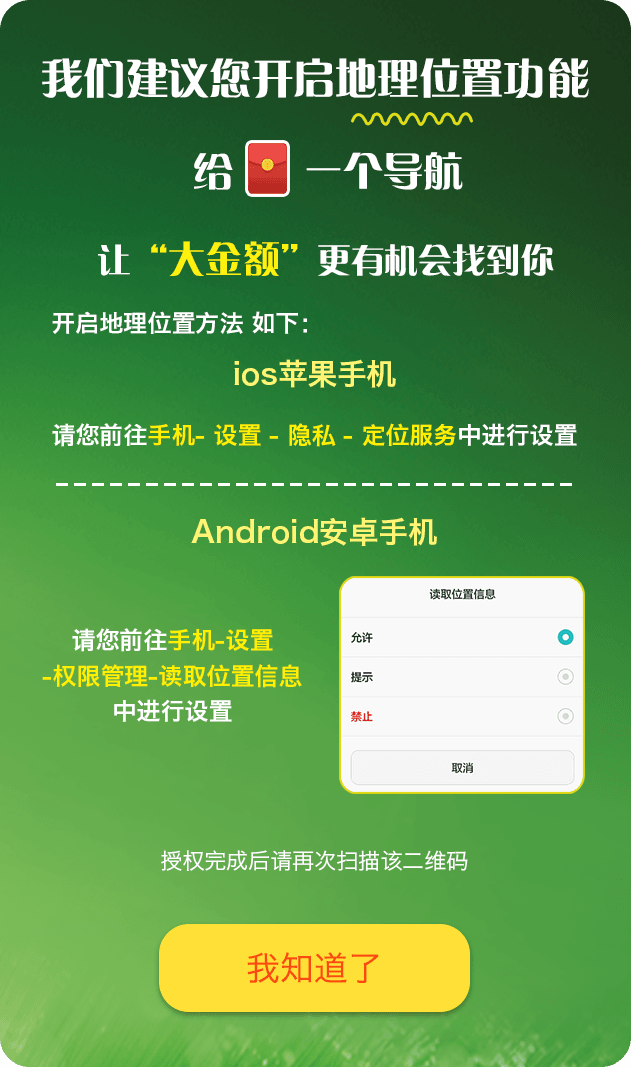 我们建议您开启地理位置功能
给 一个导航
让“大金额”更有机会找到你
开启地理位置方法 如下：
ios苹果手机
请您前往手机- 设置 - 隐私 - 定位服务中进行设置
Android安卓手机
请您前往手机-设置
-权限管理-读取位置信息
中进行设置
读取位置信息
允许
提示
禁止
取消
授权完成后请再次扫描该二维码
我知道了